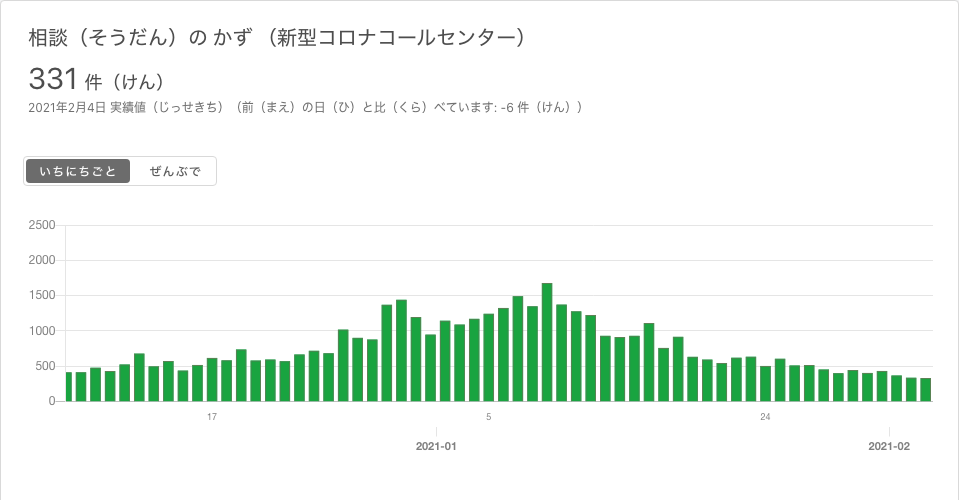 相談（そうだん）の かず （新型コロナコールセンター）
331 件（けん）
2021年2月4日 実績値（じっせきち）（前（まえ）の日（ひ）と比（くら）べています: -6 件（けん））
いちにちごと ぜんぶで
2500
2000
1500
1000
500
0
17 5 24
2021-01 2021-02